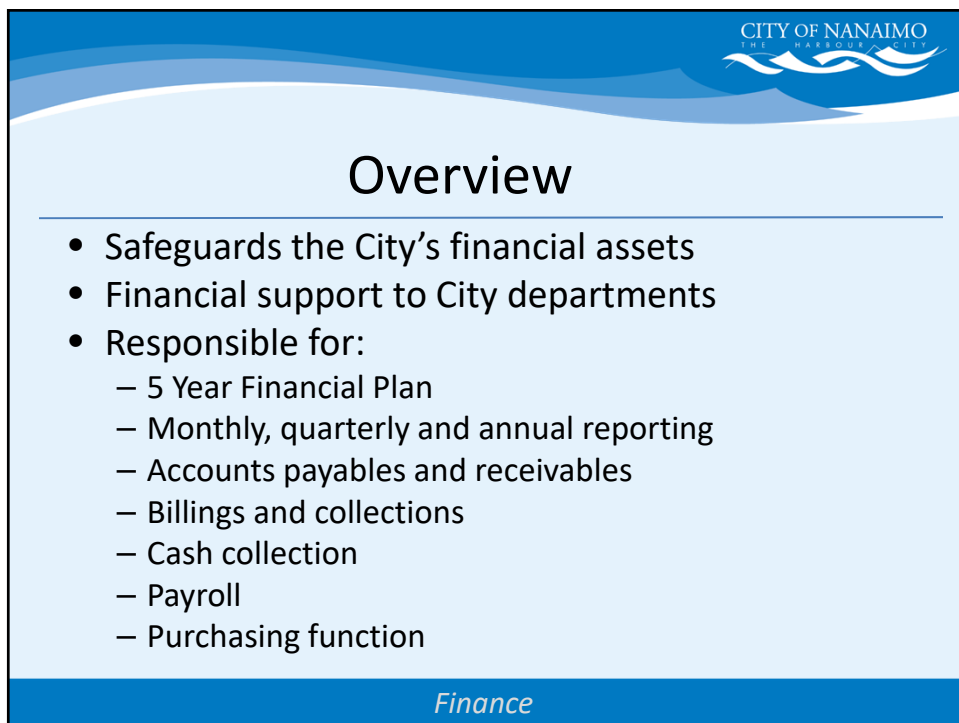 CITY OF NANAIMO
THE HARBOUR CITY
Overview
• Safeguards the City’s financial assets
• Financial support to City departments
• Responsible for:
– 5 Year Financial Plan
– Monthly, quarterly and annual reporting
– Accounts payables and receivables
– Billings and collections
– Cash collection
– Payroll
– Purchasing function
Finance